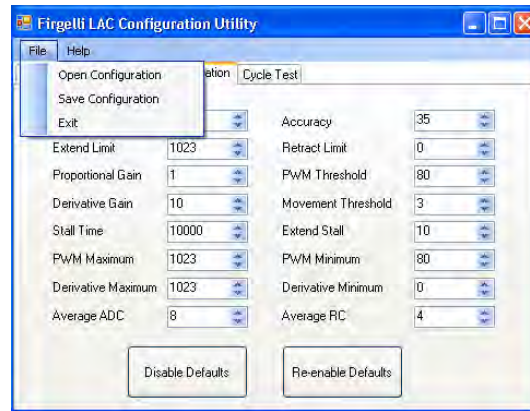 Firgelli LAC Configuration Utility
File Help
Open Configuration
Save Configuration
Exit
Cycle Test
Accuracy 35
Extend Limit 1023 Retract Limit 0
Proportional Gain 1 PWM Threshold 80
Derivative Gain 10 Movement Threshold 3
Stall Time 10000 Extend Stall 10
PWM Maximum 1023 PWM Minimum 80
Derivative Maximum 1023 Derivative Minimum 0
Average ADC 8 Average RC 4
Disable Defaults Re-enable Defaults